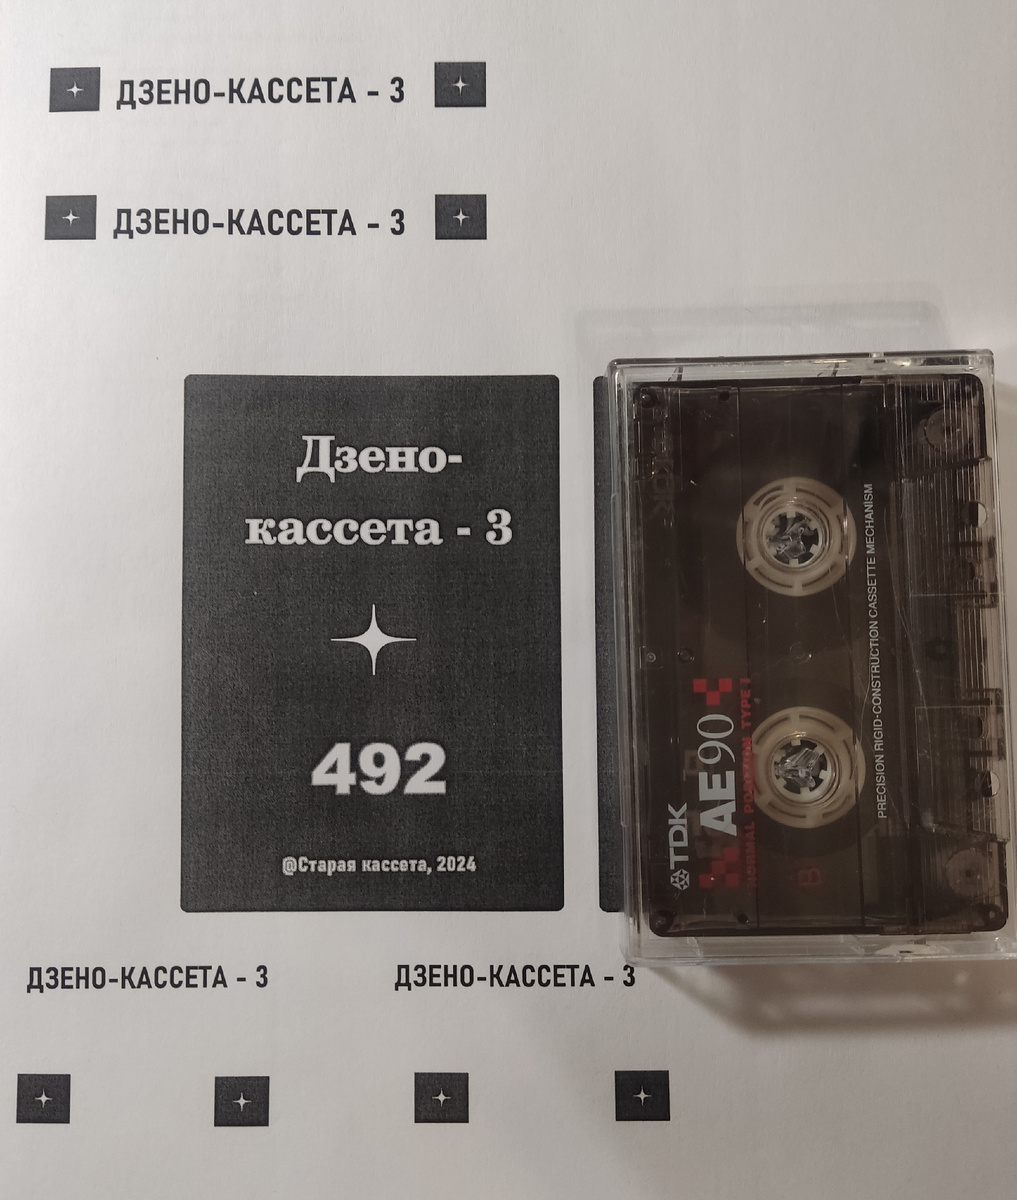 ДЗЕНО-КАССЕТА - 3
ДЗЕНО-КАССЕТА - 3
Дзено-
кассета - 3
492
@Старая кассета, 2024
TDK
AE90
NORMAL POSITION TYPE I
B
PRECISION RIGID-CONSTRUCTION CASSETTE MECHANISM
ДЗЕНО-КАССЕТА - 3
ДЗЕНО-КАССЕТА - 3